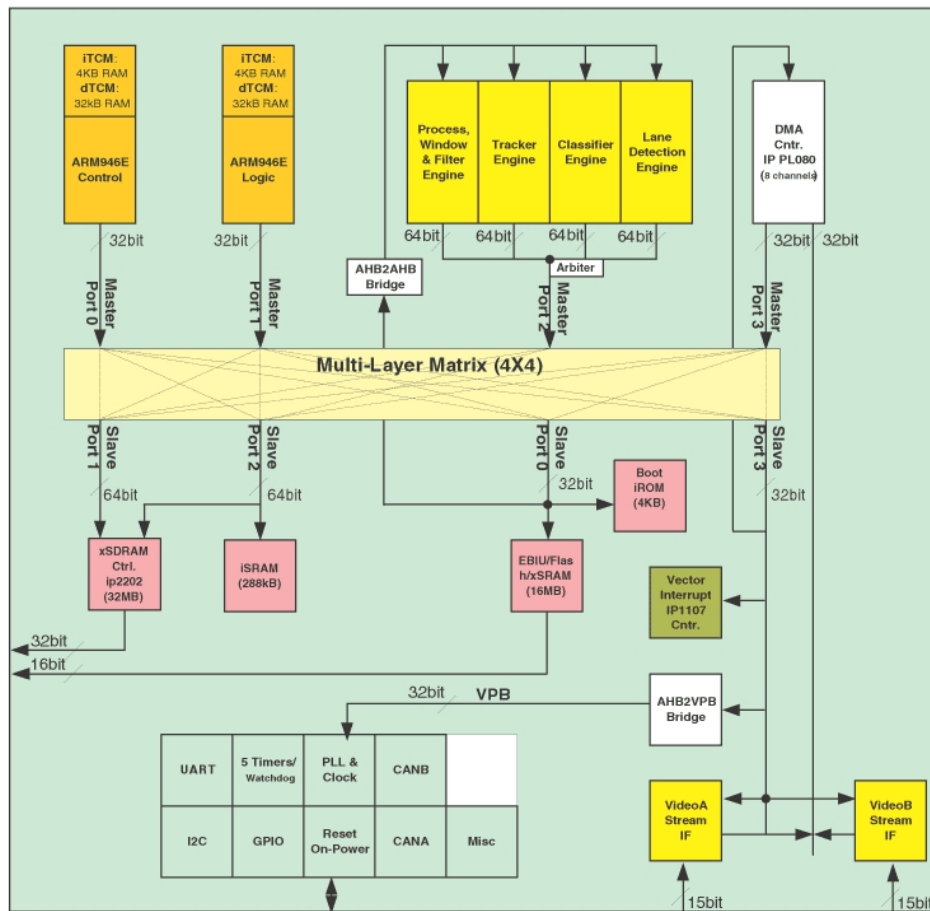 iTCM:
4KB RAM
dTCM:
32kB RAM
ARM946E
Control
iTCM:
4KB RAM
dTCM:
32kB RAM
ARM946E
Logic
Process,
Window
& Filter
Engine
Tracker
Engine
Classifier
Engine
Lane
Detection
Engine
DMA
Cntr.
IP PL080
(8 channels)
32bit
32bit
64bit
64bit
64bit
64bit
32bit
32bit
AHB2AHB
Bridge
Arbiter
Master
Port 0
Master
Port 1
Master
Port 2
Master
Port 3
Multi-Layer Matrix (4X4)
Slave
Port 1
Slave
Port 2
Slave
Port 0
Slave
Port 3
64bit
64bit
32bit
32bit
Boot
iROM
(4KB)
xSDRAM
Ctrl.
ip2202
(32MB)
iSRAM
(288kB)
EBIU/Flas
h/xSRAM
(16MB)
Vector
Interrupt
IP1107
Cntr.
32bit
16bit
32bit
VPB
AHB2VPB
Bridge
UART
5 Timers/
Watchdog
PLL &
Clock
CANB
I2C
GPIO
Reset
On-Power
CANA
Misc
VideoA
Stream
IF
VideoB
Stream
IF
15bit
15bit